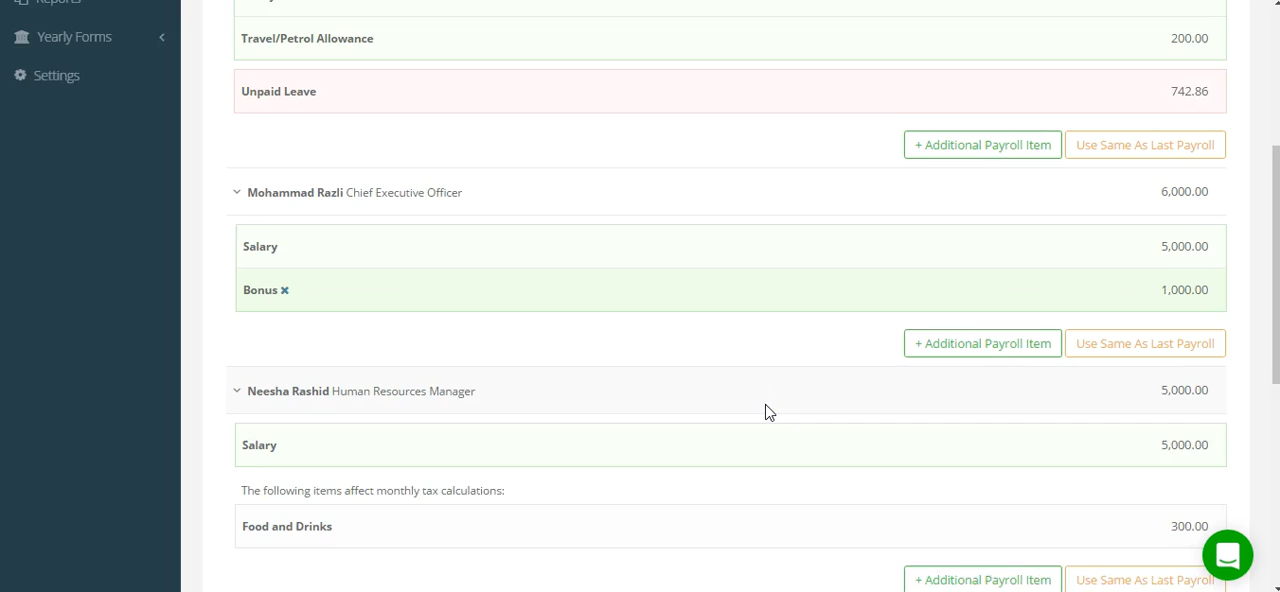 Reports
Yearly Forms
Settings
Travel/Petrol Allowance 200.00
Unpaid Leave 742.86
+ Additional Payroll Item Use Same As Last Payroll
Mohammad Razli Chief Executive Officer 6,000.00
Salary 5,000.00
Bonus 1,000.00
+ Additional Payroll Item Use Same As Last Payroll
Neesha Rashid Human Resources Manager 5,000.00
Salary 5,000.00
The following items affect monthly tax calculations:
Food and Drinks 300.00
+ Additional Payroll Item Use Same As Last Payroll